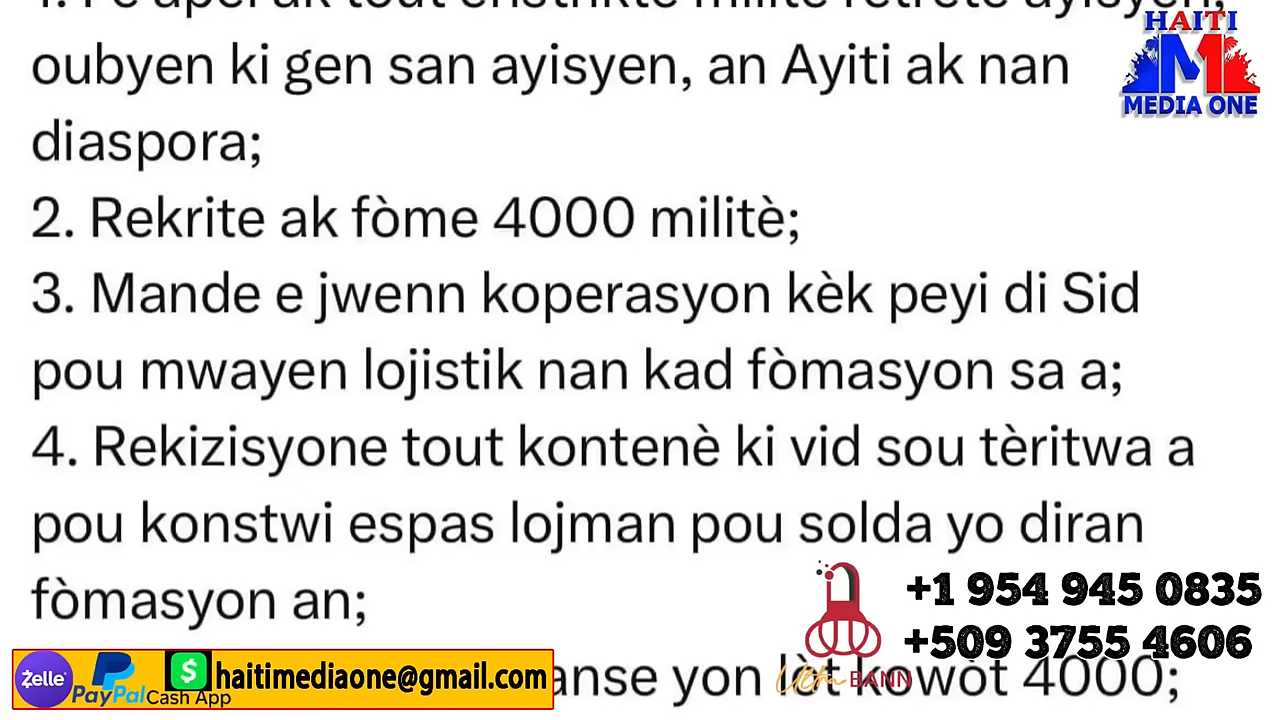 oubyen ki gen san ayisyen, an Ayiti ak nan
diaspora;
2. Rekrite ak fòme 4000 militè;
3. Mande e jwenn koperasyon kèk peyi di Sid
pou mwayen lojistik nan kad fòmasyon sa a;
4. Rekizisyone tout kontenè ki vid sou tèritwa a
pou konstwi espas lojman pou solda yo diran
fòmasyon an;
yon lòt kowòt 4000;
HAITI
M
MEDIA ONE
+1 954 945 0835
+509 3755 4606
Ultra BANN
Zelle
PayPal
$
Cash App
haitimediaone@gmail.com